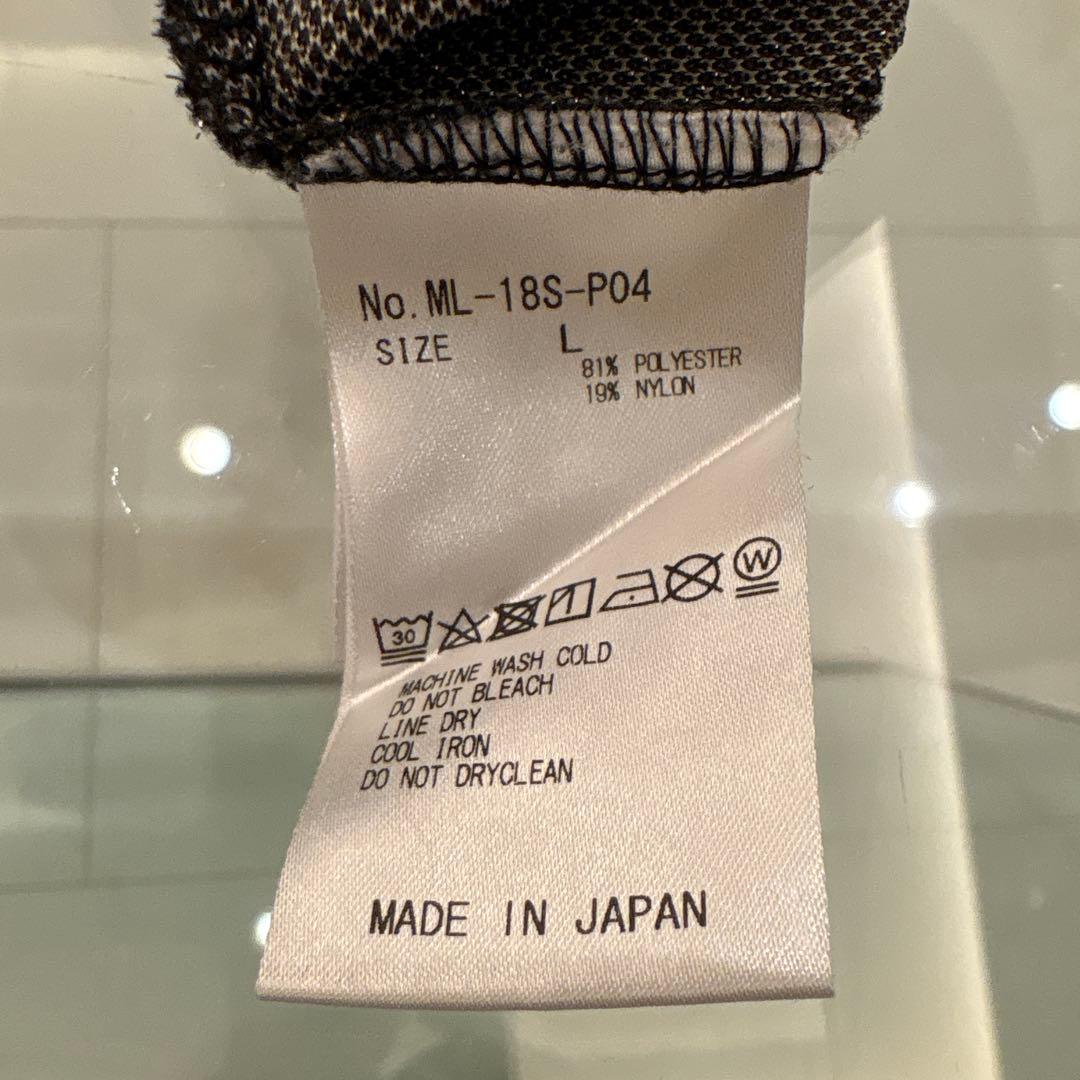 No. ML-18S-P04
SIZE L
81% POLYESTER
19% NYLON
30 W
MACHINE WASH COLD
DO NOT BLEACH
LINE DRY
COOL IRON
DO NOT DRYCLEAN
MADE IN JAPAN